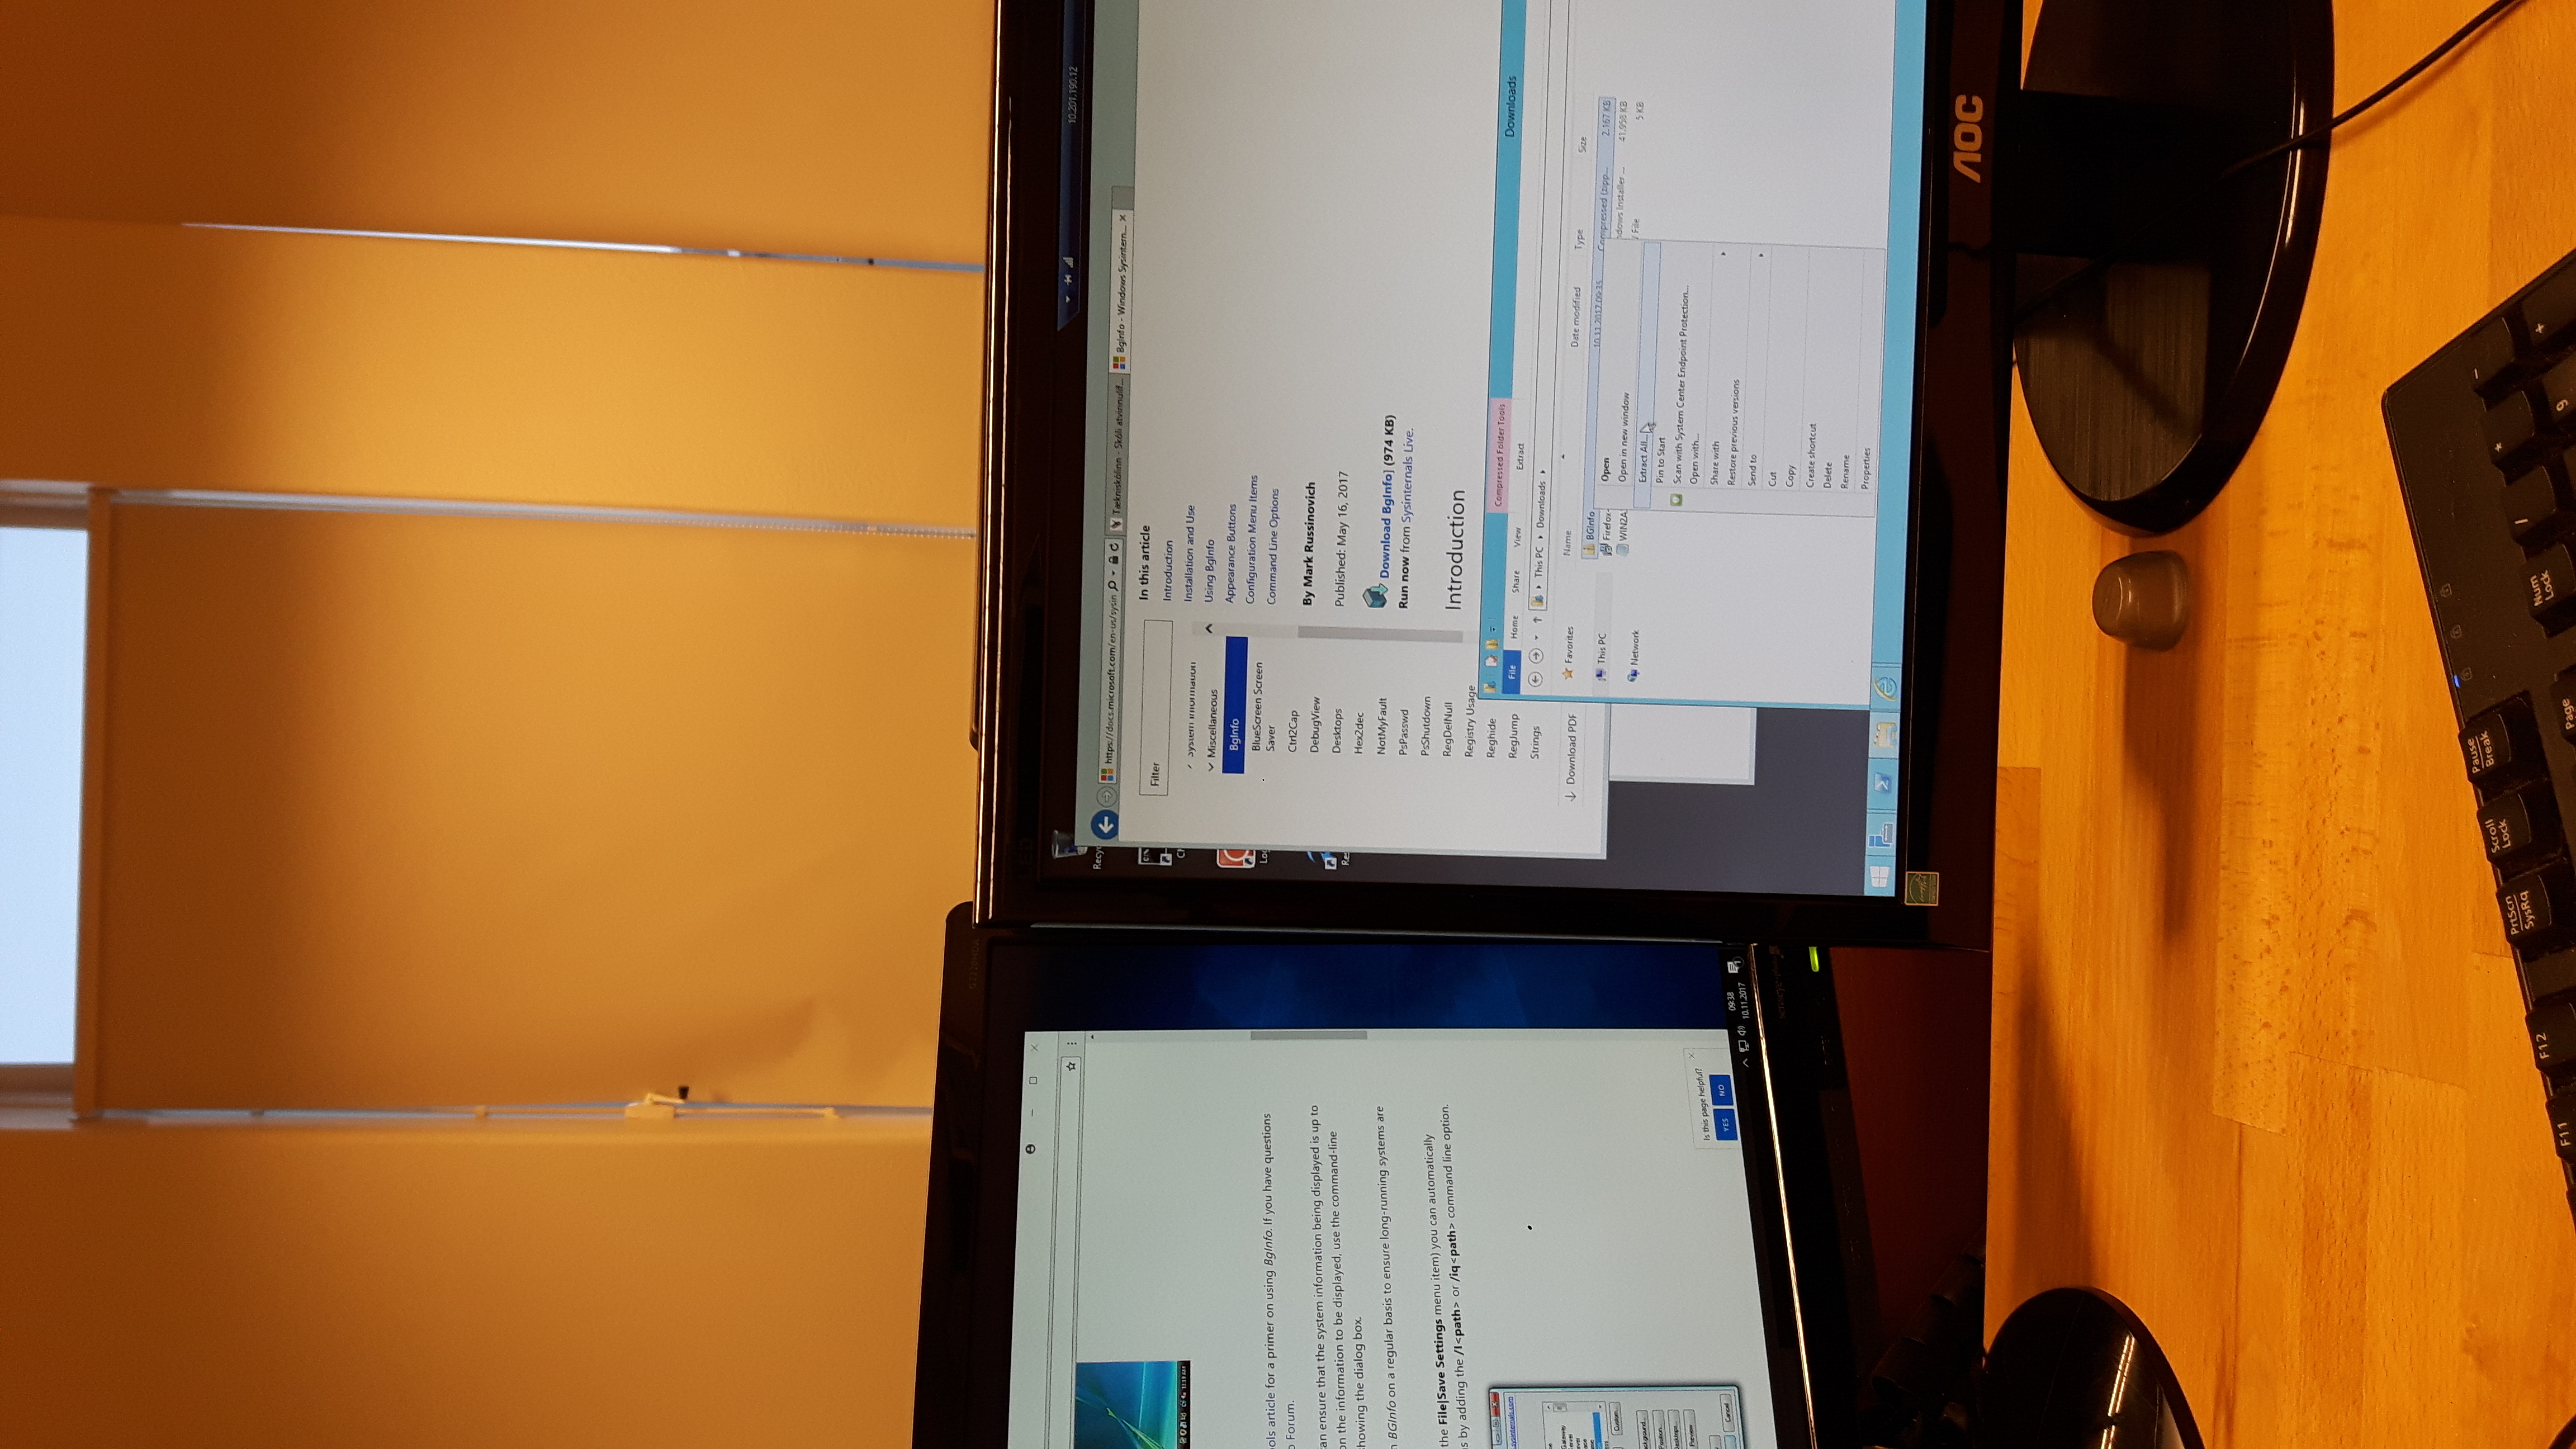 ols article for a primer on using BgInfo. If you have questions
o Forum.
an ensure that the system information being displayed is up to
on the information to be displayed, use the command-line
howing the dialog box.
n BGInfo on a regular basis to ensure long-running systems are
the File|Save Settings menu item) you can automatically
s by adding the /I<path> or /iq<path> command line option.
Custom...
Position...
Preview
Cancel
Is this page helpful?
YES NO
09:38
10.11.2017
10.201.190.12
https://docs.microsoft.com/en-us/sysin
Tækniskólinn - Skóli atvinnulíf...
BgInfo - Windows Sysintern...
Filter
System Information
Miscellaneous
BgInfo
BlueScreen Screen
Saver
Ctrl2Cap
DebugView
Desktops
Hex2dec
NotMyFault
PsPasswd
PsShutdown
RegDelNull
Registry Usage
Reghide
RegJump
Strings
Download PDF
In this article
Introduction
Installation and Use
Using BgInfo
Appearance Buttons
Configuration Menu Items
Command Line Options
By Mark Russinovich
Published: May 16, 2017
Download BgInfo] (974 KB)
Run now from Sysinternals Live.
Introduction
Compressed Folder Tools
Downloads
File Home Share View Extract
This PC Downloads
Favorites
This PC
Network
Name Date modified Type Size
BGInfo 10.11.2017 09:35 Compressed (zipp... 2.167 KB
Firefox- dows Installer ... 41.958 KB
WIN2A File 5 KB
Open
Open in new window
Extract All...
Pin to Start
Scan with System Center Endpoint Protection...
Open with...
Share with
Restore previous versions
Send to
Cut
Copy
Create shortcut
Delete
Rename
Properties
AOC
Pause
Break
Scroll
Lock
PrtScn
SysRq
F12
F11
Num
Lock
Page
/
*
-
+
9